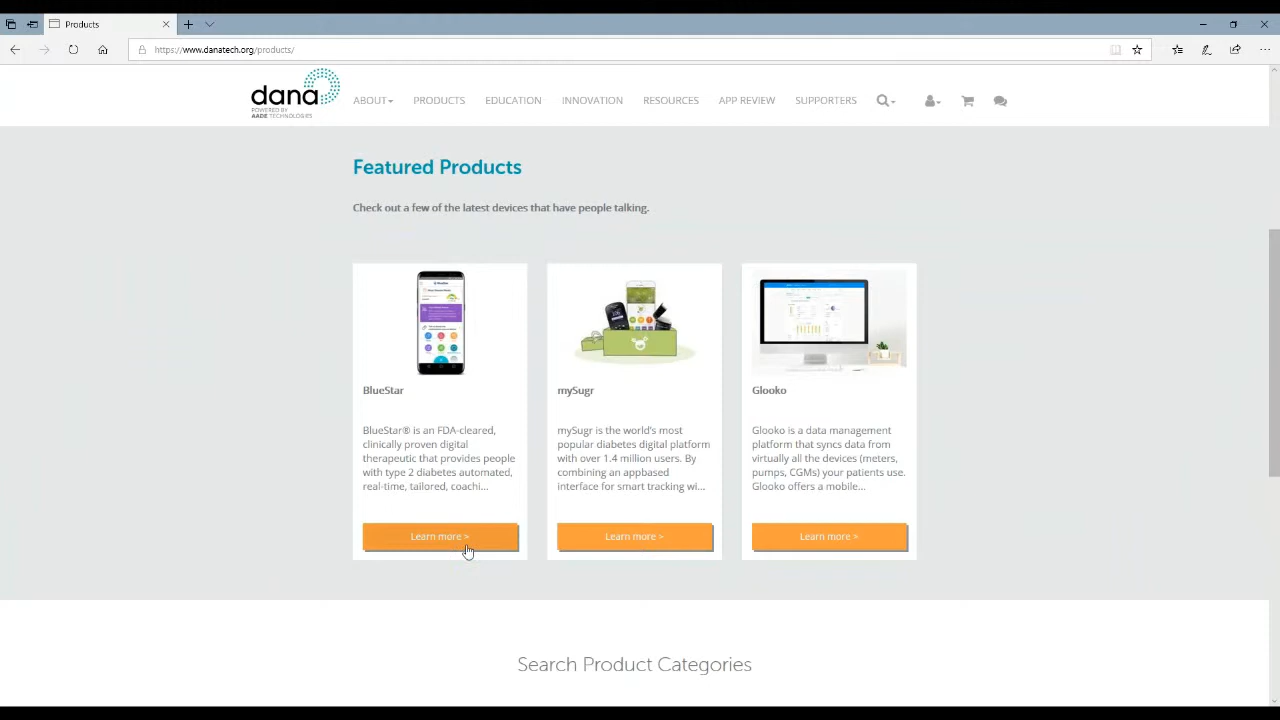 Products
https://www.danatech.org/products/
dana
POWERED BY
AADE TECHNOLOGIES
ABOUT
PRODUCTS
EDUCATION
INNOVATION
RESOURCES
APP REVIEW
SUPPORTERS
Featured Products
Check out a few of the latest devices that have people talking.
BlueStar
BlueStar® is an FDA-cleared,
clinically proven digital
therapeutic that provides people
with type 2 diabetes automated,
real-time, tailored, coachi...
Learn more >
mySugr
mySugr is the world's most
popular diabetes digital platform
with over 1.4 million users. By
combining an appbased
interface for smart tracking wi...
Learn more >
Glooko
Glooko is a data management
platform that syncs data from
virtually all the devices (meters,
pumps, CGMs) your patients use.
Glooko offers a mobile...
Learn more >
Search Product Categories